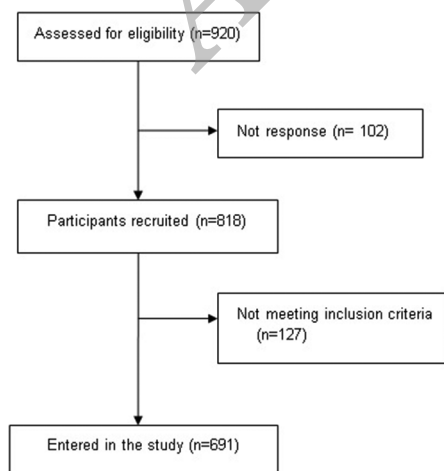 Assessed for eligibility (n=920)
Not response (n= 102)
Participants recruited (n=818)
Not meeting inclusion criteria
(n=127)
Entered in the study (n=691)